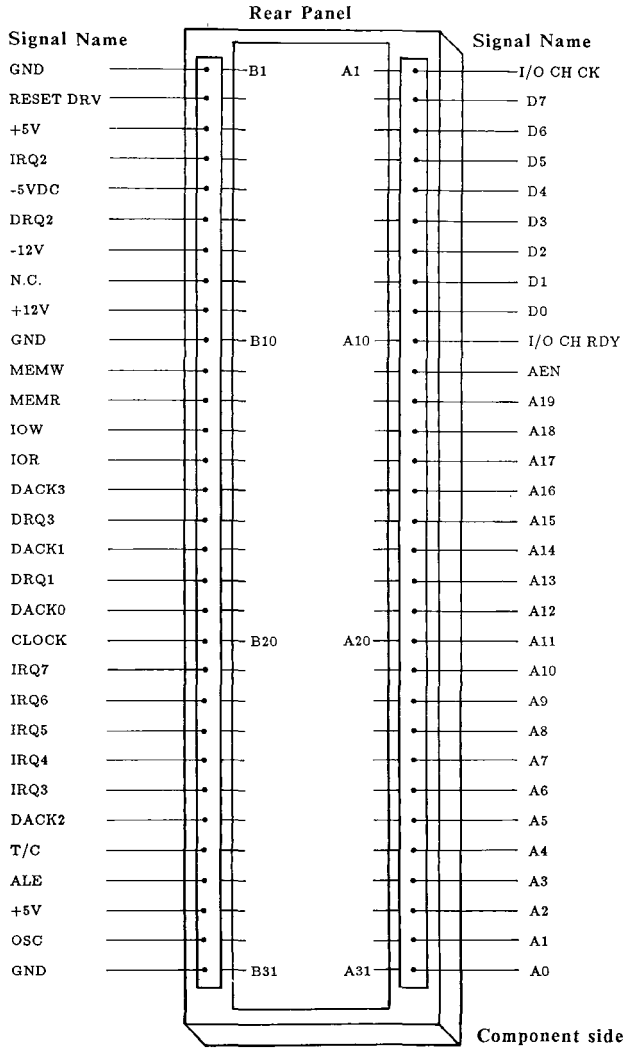 Rear Panel
Signal Name Signal Name
GND B1 A1 I/O CH CK
RESET DRV D7
+5V D6
IRQ2 D5
-5VDC D4
DRQ2 D3
-12V D2
N.C. D1
+12V D0
GND B10 A10 I/O CH RDY
MEMW AEN
MEMR A19
IOW A18
IOR A17
DACK3 A16
DRQ3 A15
DACK1 A14
DRQ1 A13
DACK0 A12
CLOCK B20 A20 A11
IRQ7 A10
IRQ6 A9
IRQ5 A8
IRQ4 A7
IRQ3 A6
DACK2 A5
T/C A4
ALE A3
+5V A2
OSC A1
GND B31 A31 A0
Component side